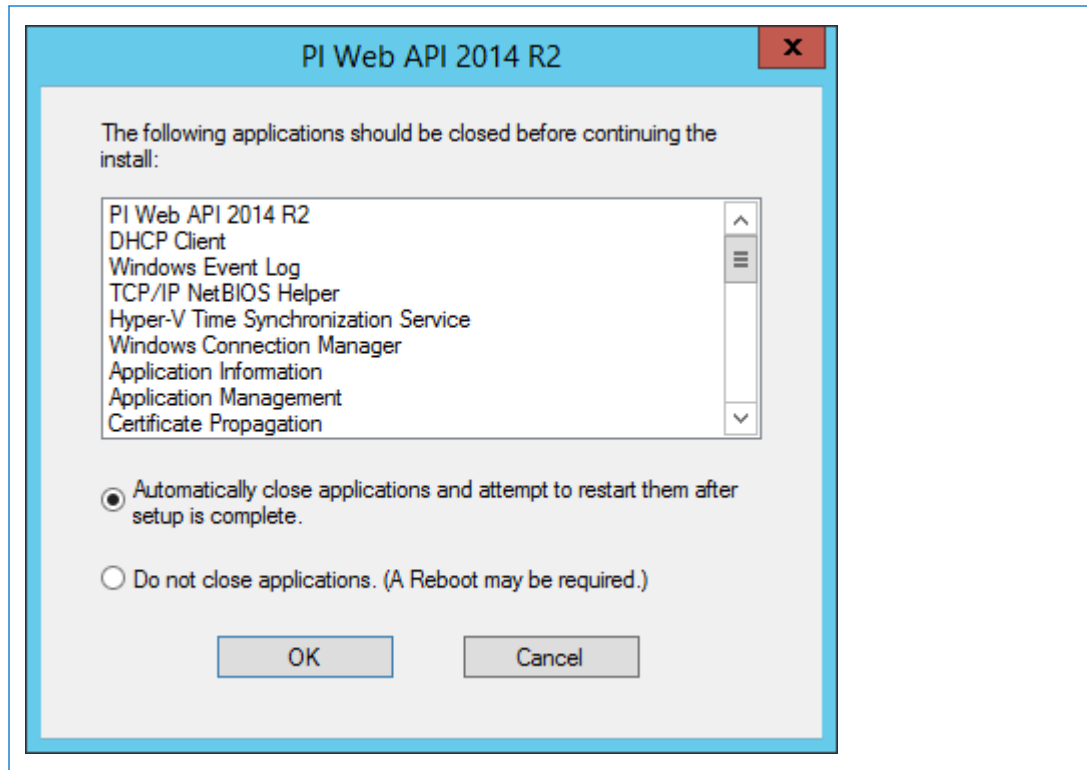 PI Web API 2014 R2
x
The following applications should be closed before continuing the
install:
PI Web API 2014 R2
DHCP Client
Windows Event Log
TCP/IP NetBIOS Helper
Hyper-V Time Synchronization Service
Windows Connection Manager
Application Information
Application Management
Certificate Propagation
Automatically close applications and attempt to restart them after
setup is complete.
Do not close applications. (A Reboot may be required.)
OK
Cancel